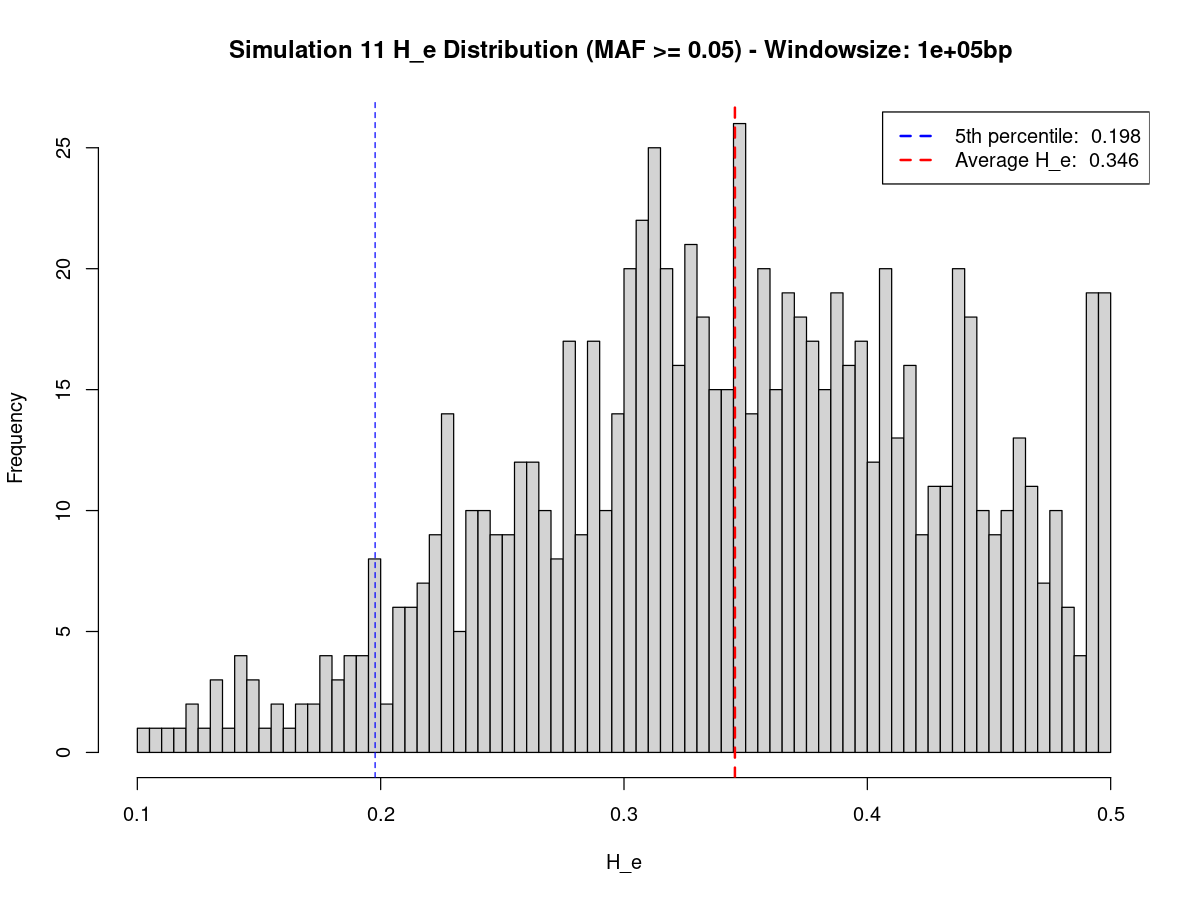 Simulation 11 H_e Distribution (MAF >= 0.05) - Windowsize: 1e+05bp
5th percentile: 0.198
Average H_e: 0.346
Frequency
25
20
15
10
5
0
0.1
0.2
0.3
0.4
0.5
H_e